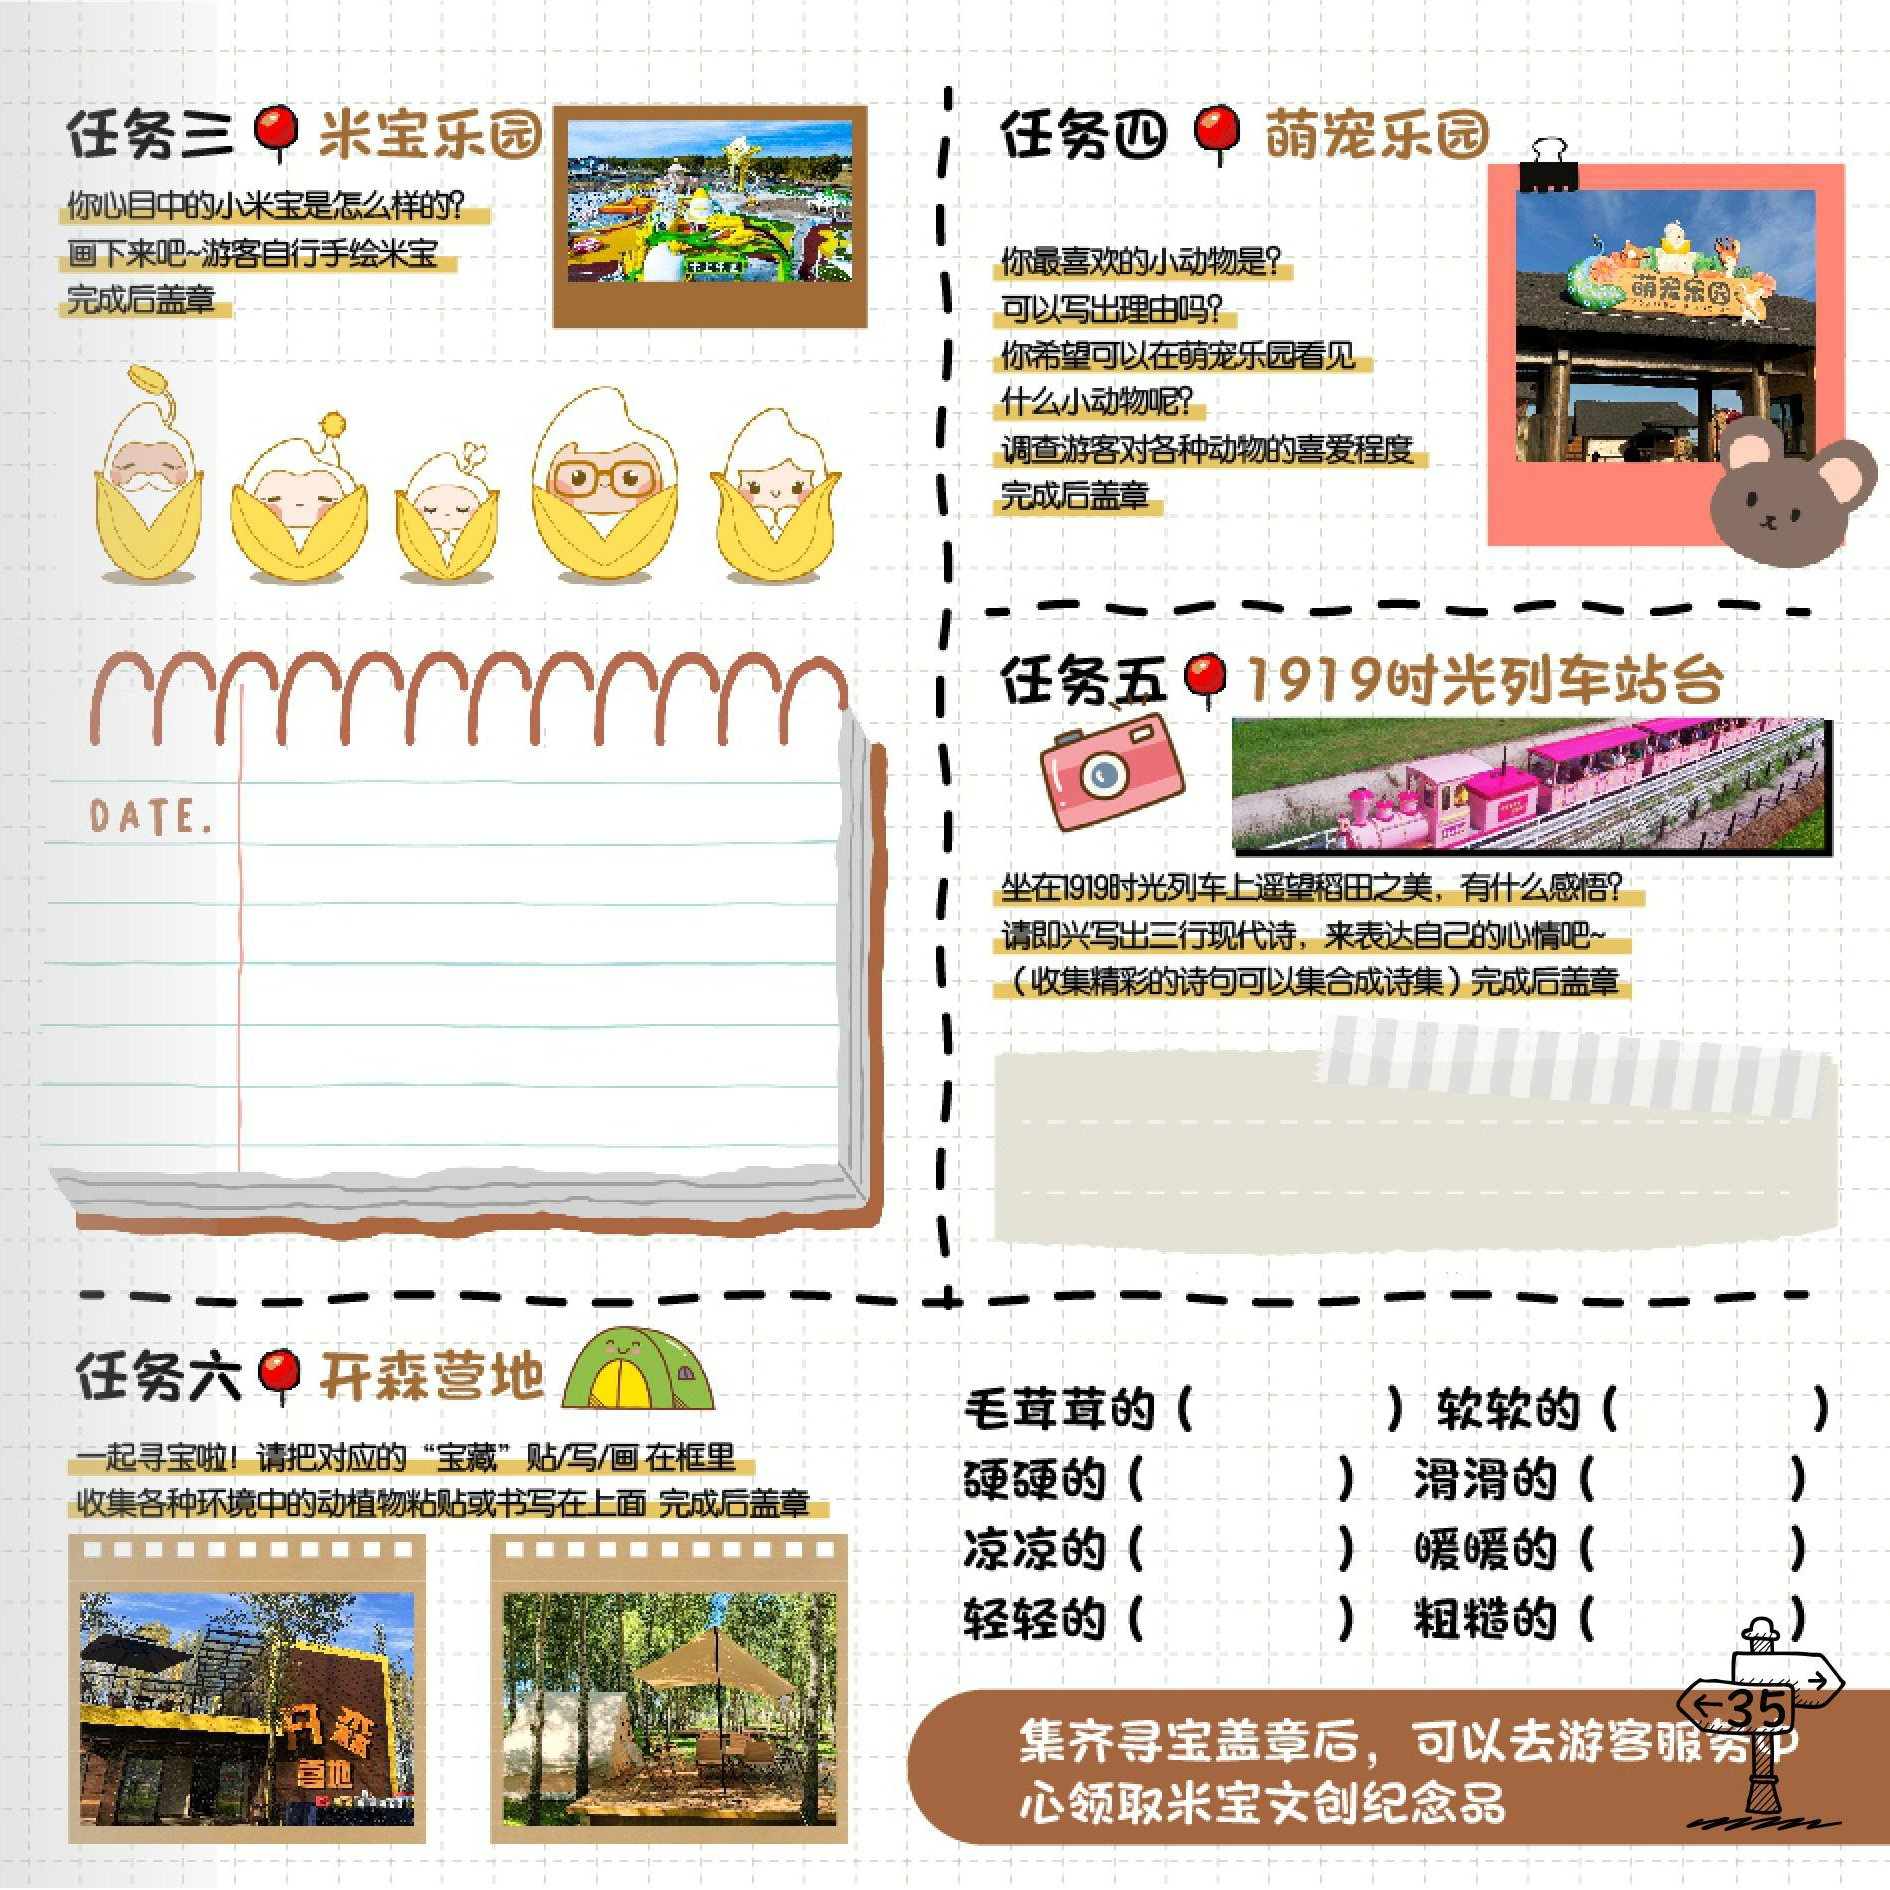 任务三 米宝乐园
你心目中的小米宝是怎么样的？
画下来吧~游客自行手绘米宝
完成后盖章
DATE.
任务四 萌宠乐园
你最喜欢的小动物是？
可以写出理由吗？
你希望可以在萌宠乐园看见
什么小动物呢？
调查游客对各种动物的喜爱程度
完成后盖章
萌宠乐园
任务五 1919时光列车站台
坐在1919时光列车上遥望稻田之美，有什么感悟？
请即兴写出三行现代诗，来表达自己的心情吧~
（收集精彩的诗句可以集合成诗集）完成后盖章
任务六 开森营地
一起寻宝啦！请把对应的“宝藏”贴/写/画 在框里
收集各种环境中的动植物粘贴或书写在上面 完成后盖章
开森
营地
毛茸茸的（ ） 软软的（ ）
硬硬的（ ） 滑滑的（ ）
凉凉的（ ） 暖暖的（ ）
轻轻的（ ） 粗糙的（ ）
集齐寻宝盖章后，可以去游客服务中
心领取米宝文创纪念品
35